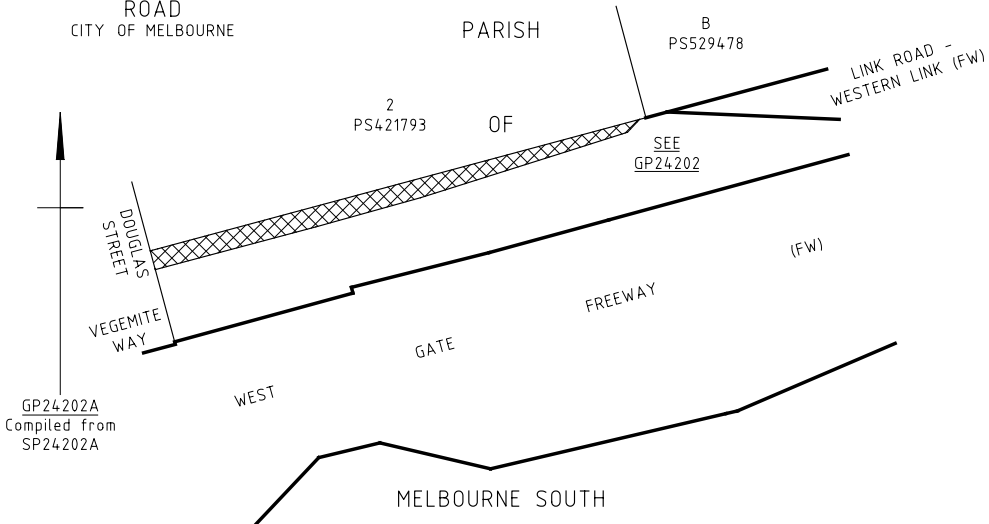 ROAD
CITY OF MELBOURNE
PARISH
B
PS529478
LINK ROAD -
WESTERN LINK (FW)
2
PS421793
OF
SEE
GP24202
DOUGLAS
STREET
(FW)
FREEWAY
VEGEMITE
WAY
GATE
WEST
GP24202A
Compiled from
SP24202A
MELBOURNE SOUTH